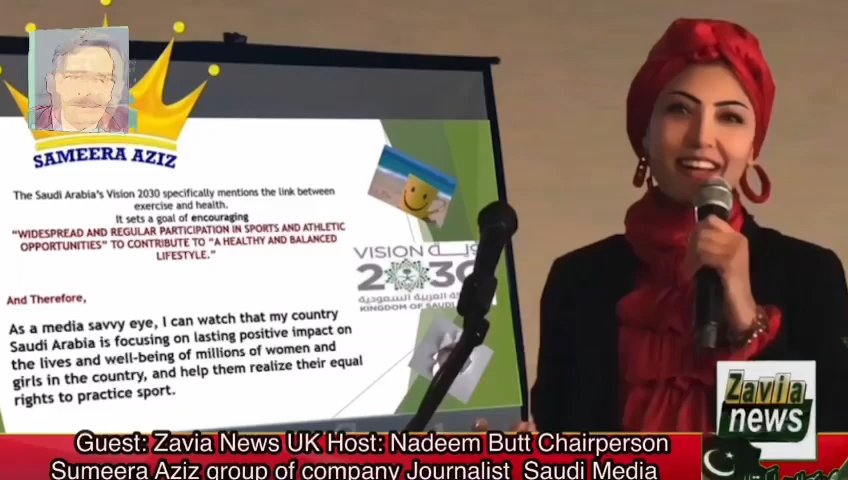 SAMEERA AZIZ
The Saudi Arabia's Vision 2030 specifically mentions the link between
exercise and health.
It sets a goal of encouraging
"WIDESPREAD AND REGULAR PARTICIPATION IN SPORTS AND ATHLETIC
OPPORTUNITIES" TO CONTRIBUTE TO "A HEALTHY AND BALANCED
LIFESTYLE."
And Therefore,
As a media savvy eye, I can watch that my country
Saudi Arabia is focusing on lasting positive impact on
the lives and well-being of millions of women and
girls in the country, and help them realize their equal
rights to practice sport.
VISION رؤية
2030
المملكة العربية السعودية
KINGDOM OF SAUDI
Zavia
news
Guest: Zavia News UK Host: Nadeem Butt Chairperson
Sumeera Aziz group of company Journalist Saudi Media